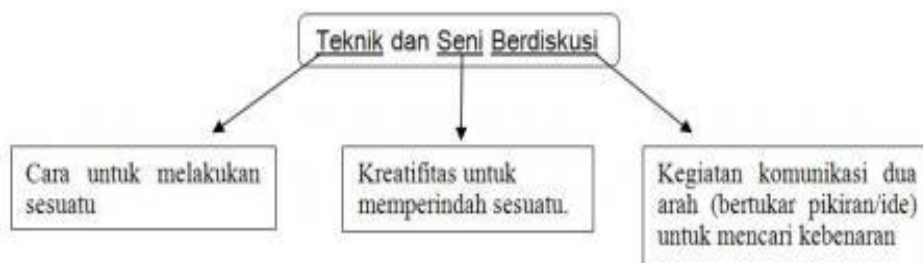 Teknik dan Seni Berdiskusi
Cara untuk melakukan
sesuatu
Kreatifitas untuk
memperindah sesuatu.
Kegiatan komunikasi dua
arah (bertukar pikiran/ide)
untuk mencari kebenaran